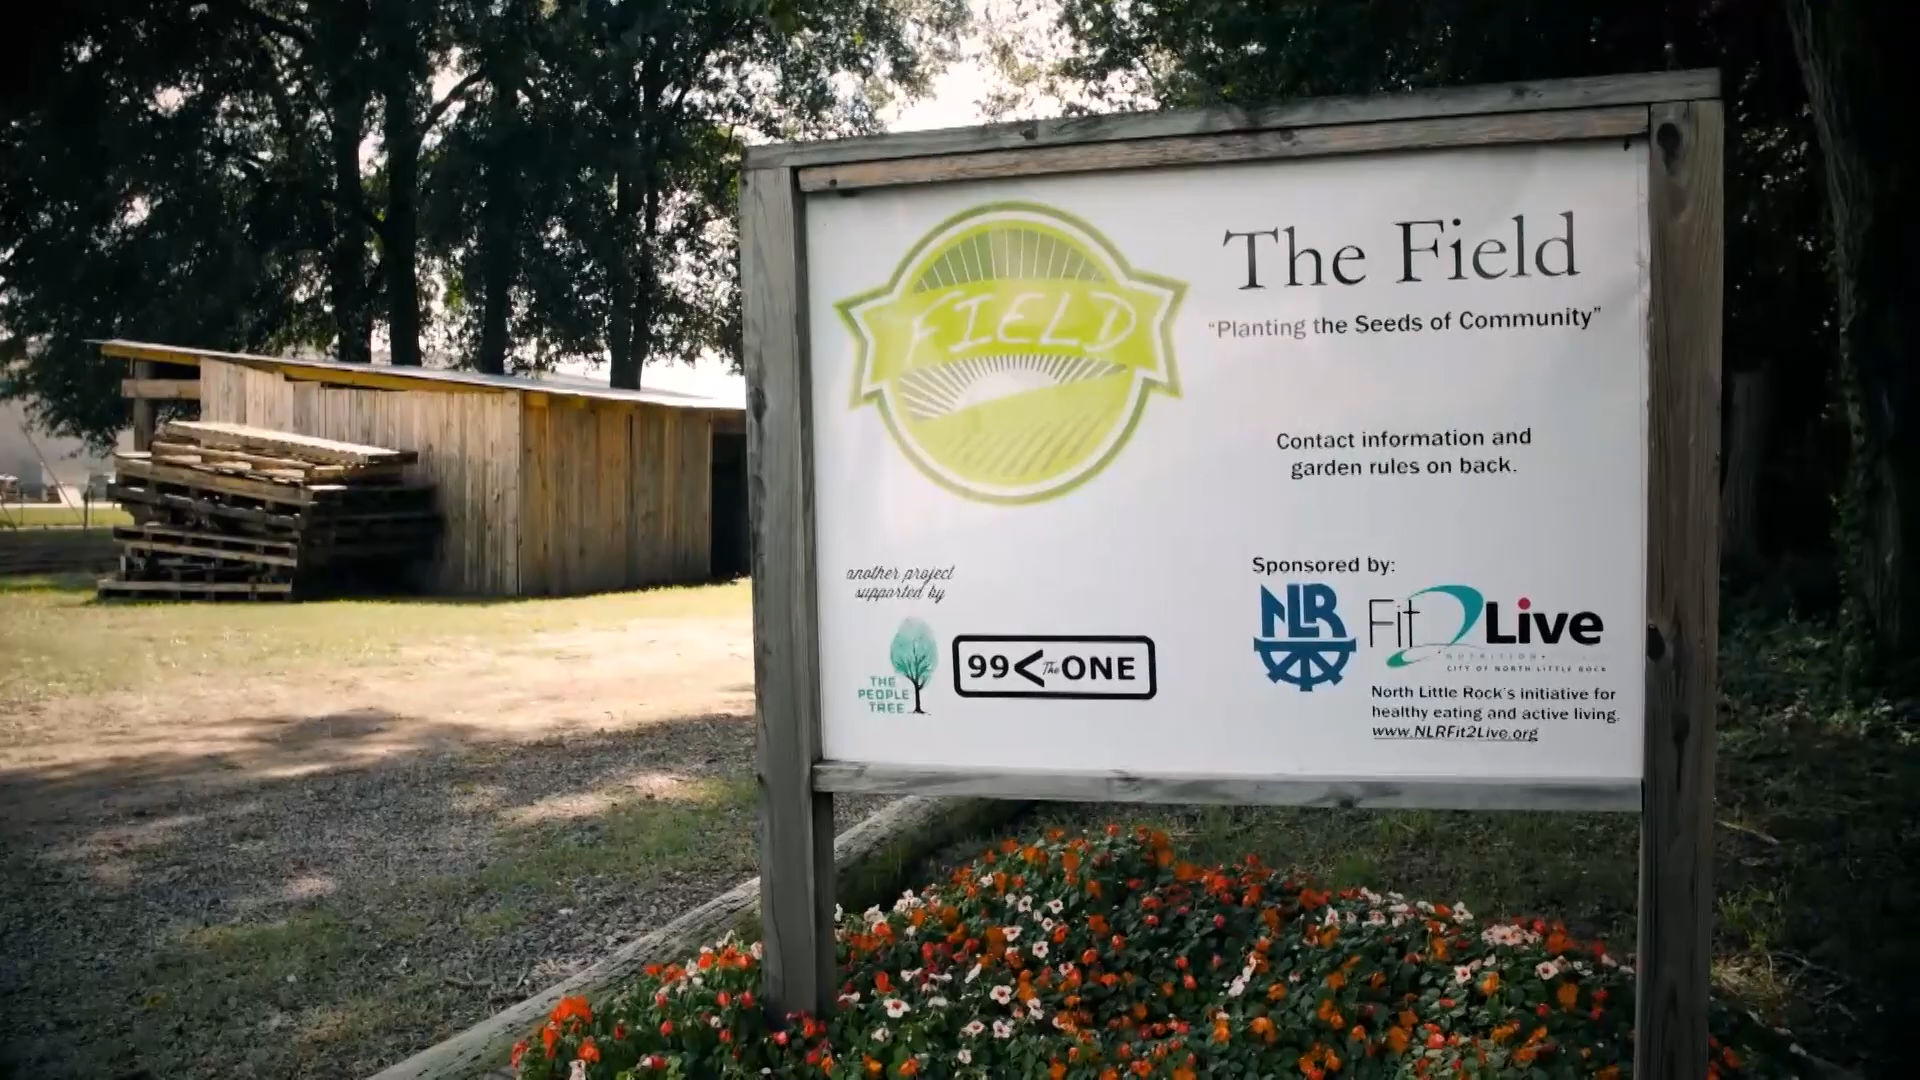 FIELD
The Field
"Planting the Seeds of Community"
Contact information and
garden rules on back.
another project
supported by
THE
PEOPLE
TREE
99< The ONE
Sponsored by:
NLR
Fit2Live
NUTRITION
CITY OF NORTH LITTLE ROCK
North Little Rock's initiative for
healthy eating and active living.
www.NLRFit2Live.org